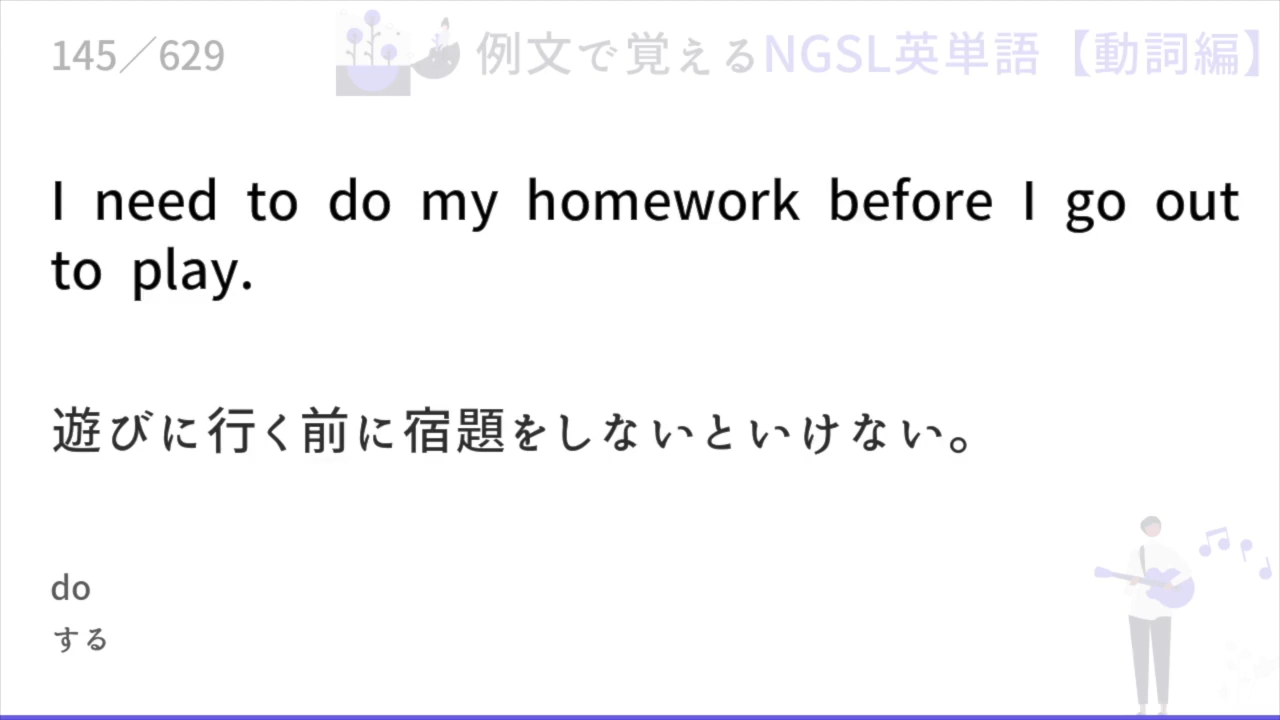 145／629
例文で覚えるNGSL英単語【動詞編】
I need to do my homework before I go out
to play.
遊びに行く前に宿題をしないといけない。
do
する